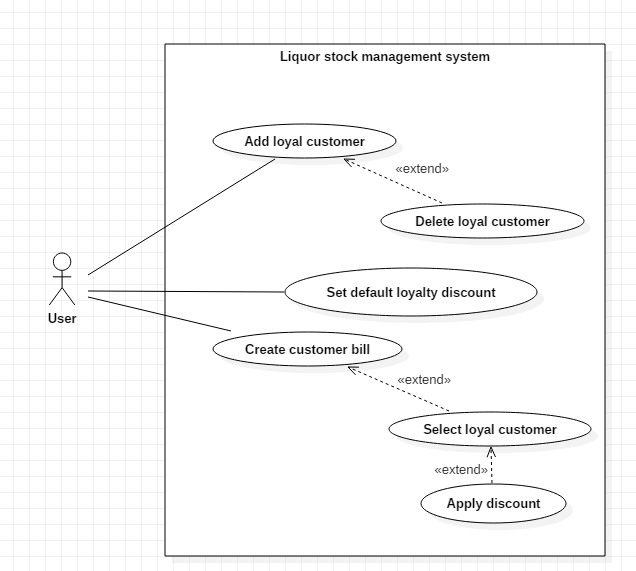 Liquor stock management system
Add loyal customer
«extend»
Delete loyal customer
Set default loyalty discount
User
Create customer bill
«extend»
Select loyal customer
«extend»
Apply discount